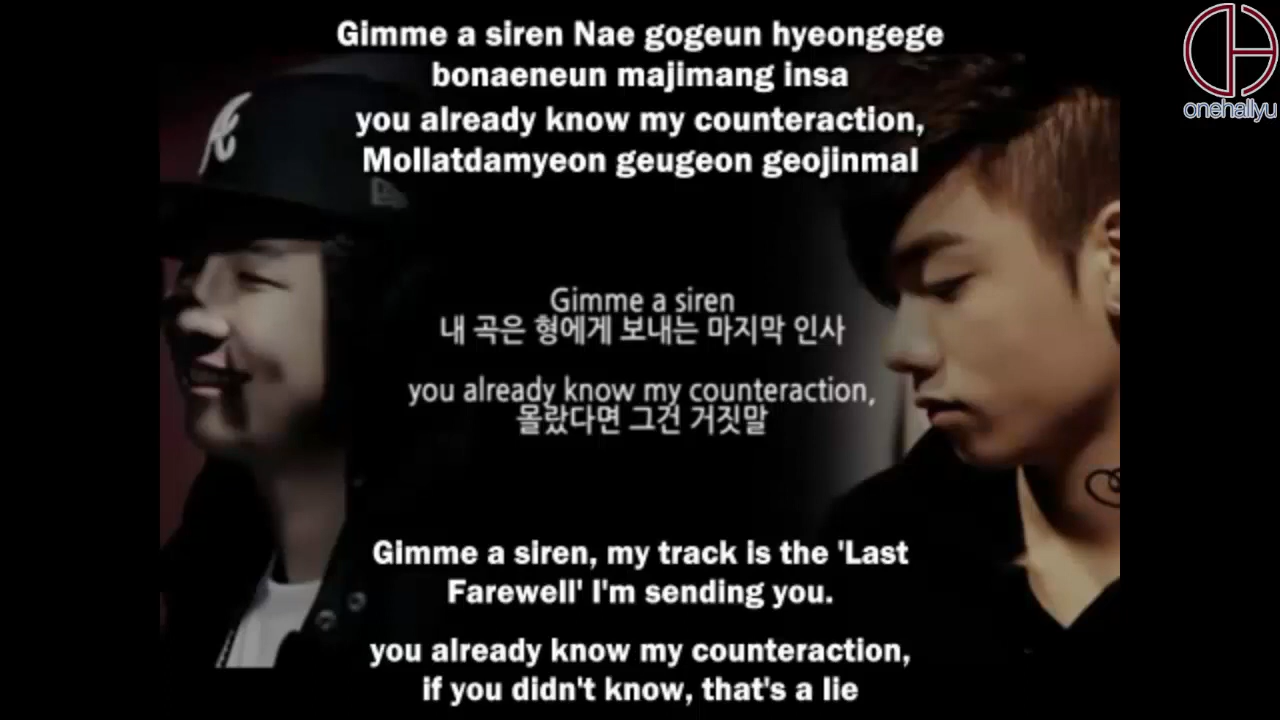 Gimme a siren Nae gogeun hyeongege
bonaeneun majimang insa
you already know my counteraction,
Mollatdamyeon geugeon geojinmal
onehallyu
Gimme a siren
내 곡은 형에게 보내는 마지막 인사
you already know my counteraction,
몰랐다면 그건 거짓말
Gimme a siren, my track is the 'Last
Farewell' I'm sending you.
you already know my counteraction,
if you didn't know, that's a lie